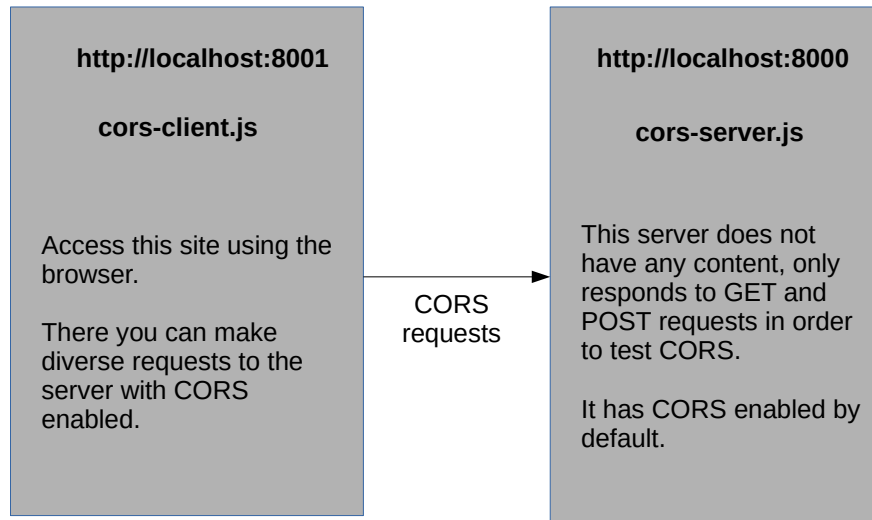 http://localhost:8001
cors-client.js
Access this site using the
browser.
There you can make
diverse requests to the
server with CORS
enabled.
CORS
requests
http://localhost:8000
cors-server.js
This server does not
have any content, only
responds to GET and
POST requests in order
to test CORS.
It has CORS enabled by
default.